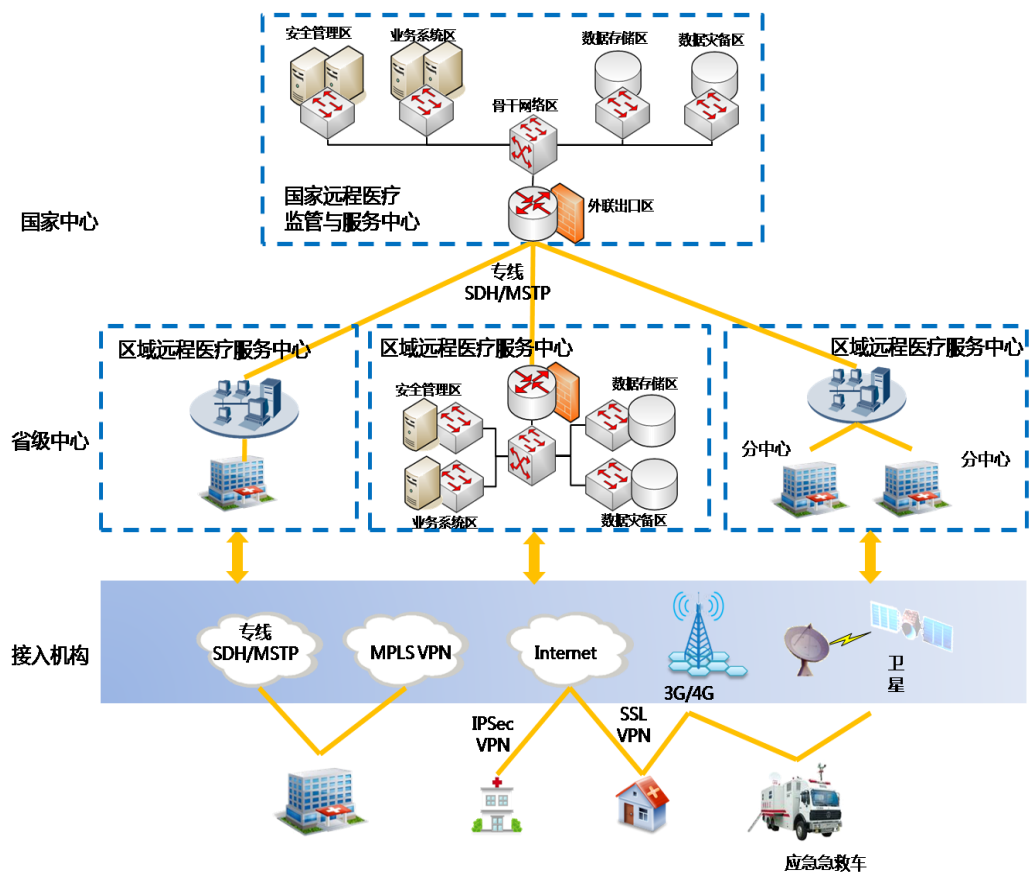 安全管理区
业务系统区
数据存储区
数据灾备区
骨干网络区
国家远程医疗
监管与服务中心
外联出口区
国家中心
专线
SDH/MSTP
区域远程医疗服务中心
区域远程医疗服务中心
区域远程医疗服务中心
安全管理区
数据存储区
省级中心
分中心
分中心
业务系统区
数据灾备区
接入机构
专线
SDH/MSTP
MPLS VPN
Internet
3G/4G
卫
星
IPSec
VPN
SSL
VPN
应急急救车